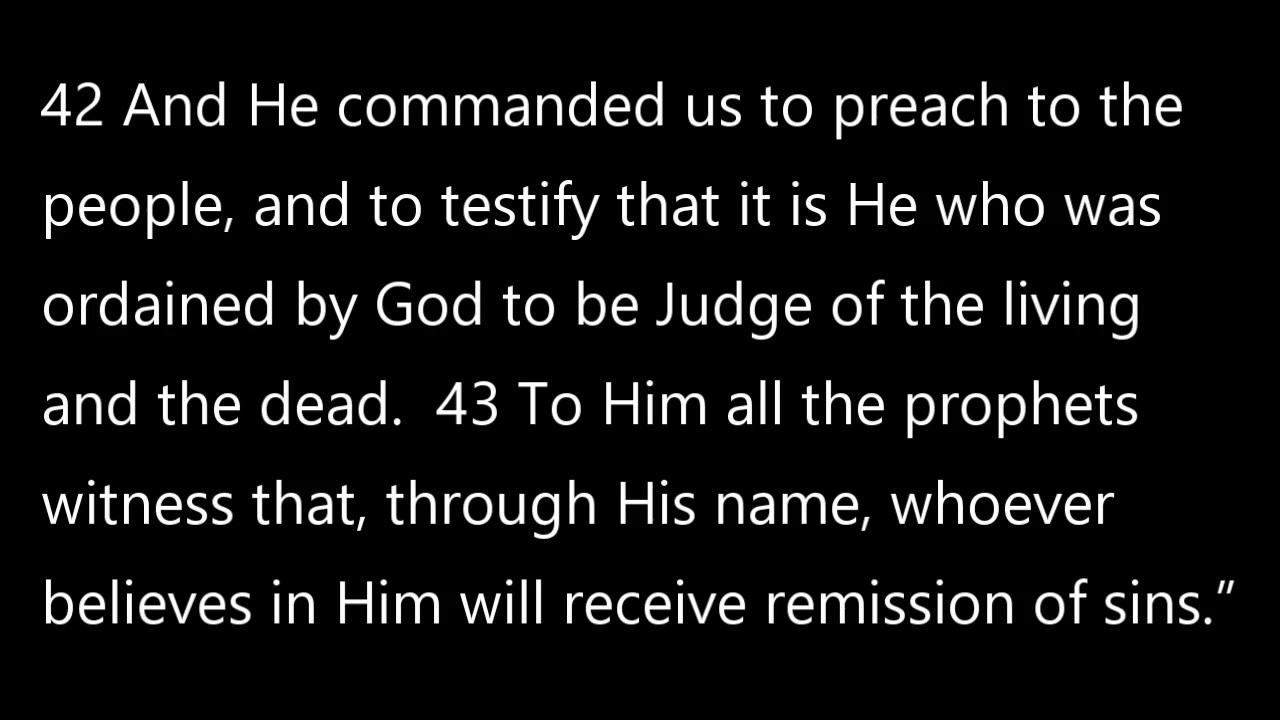 42 And He commanded us to preach to the
people, and to testify that it is He who was
ordained by God to be Judge of the living
and the dead.  43 To Him all the prophets
witness that, through His name, whoever
believes in Him will receive remission of sins.”